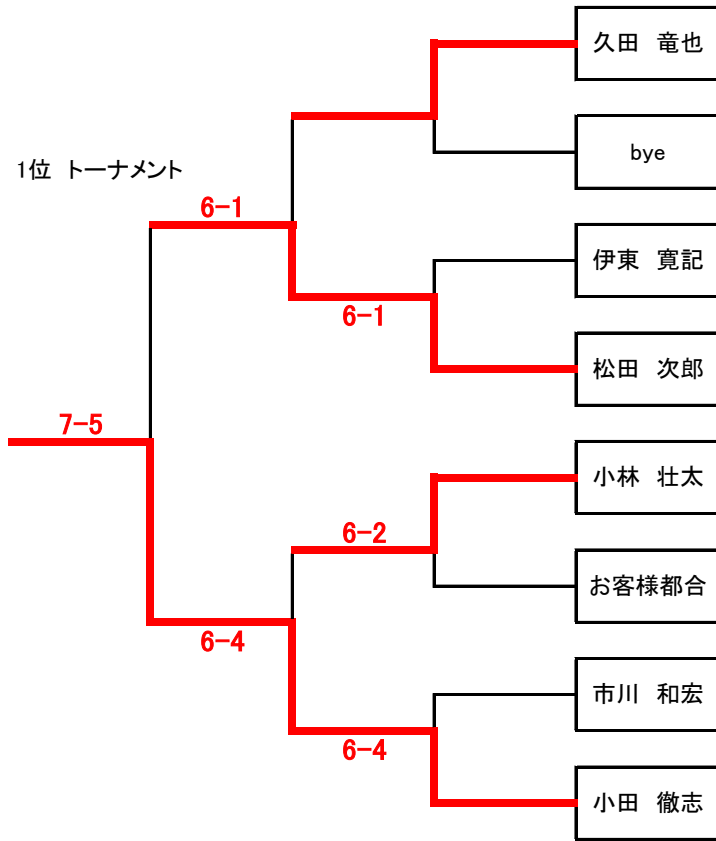 久田　竜也
bye
1位　トーナメント
6-1
伊東　寛記
6-1
松田　次郎
7-5
小林　壮太
6-2
お客様都合
6-4
市川　和宏
6-4
小田　徹志